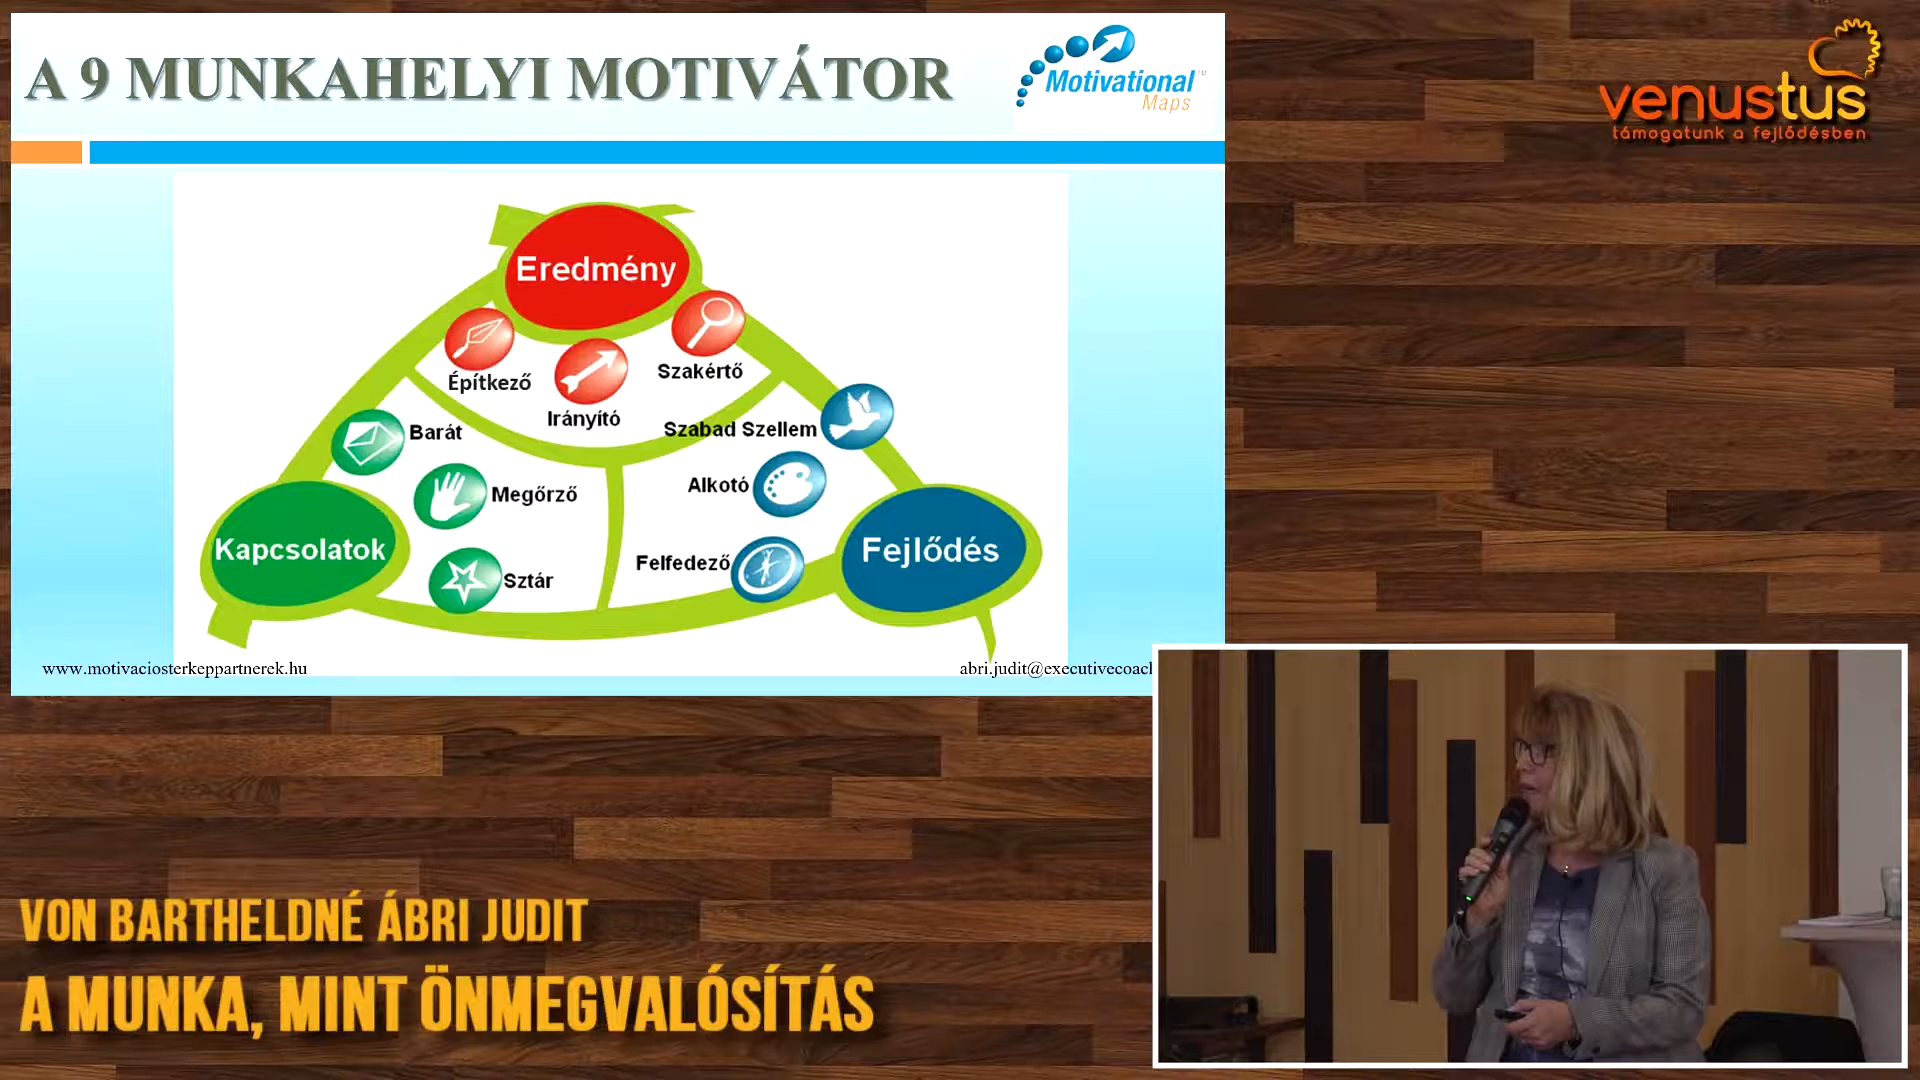 A 9 MUNKAHELYI MOTIVÁTOR
Motivational
Maps
venustus
támogatunk a fejlődésben
Eredmény
Építkező
Irányító
Szakértő
Barát
Szabad Szellem
Megőrző
Alkotó
Sztár
Felfedező
Kapcsolatok
Fejlődés
www.motivaciosterkeppartnerek.hu
abri.judit@executivecoach
VON BARTHELDNÉ ÁBRI JUDIT
A MUNKA, MINT ÖNMEGVALÓSÍTÁS